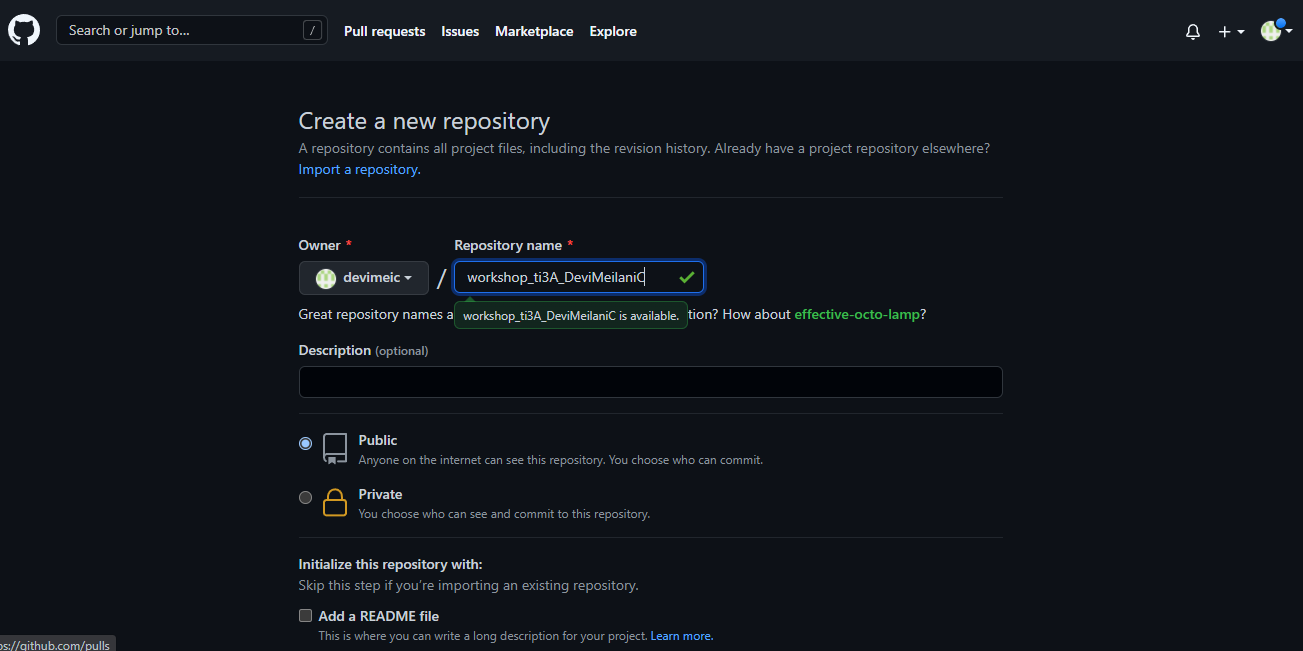 Search or jump to... /
Pull requests Issues Marketplace Explore
Create a new repository
A repository contains all project files, including the revision history. Already have a project repository elsewhere?
Import a repository.
Owner * Repository name *
devimeic / workshop_ti3A_DeviMeilaniC
Great repository names a
workshop_ti3A_DeviMeilaniC is available.
tion? How about effective-octo-lamp?
Description (optional)
Public
Anyone on the internet can see this repository. You choose who can commit.
Private
You choose who can see and commit to this repository.
Initialize this repository with:
Skip this step if you're importing an existing repository.
Add a README file
This is where you can write a long description for your project. Learn more.
ps://github.com/pulls